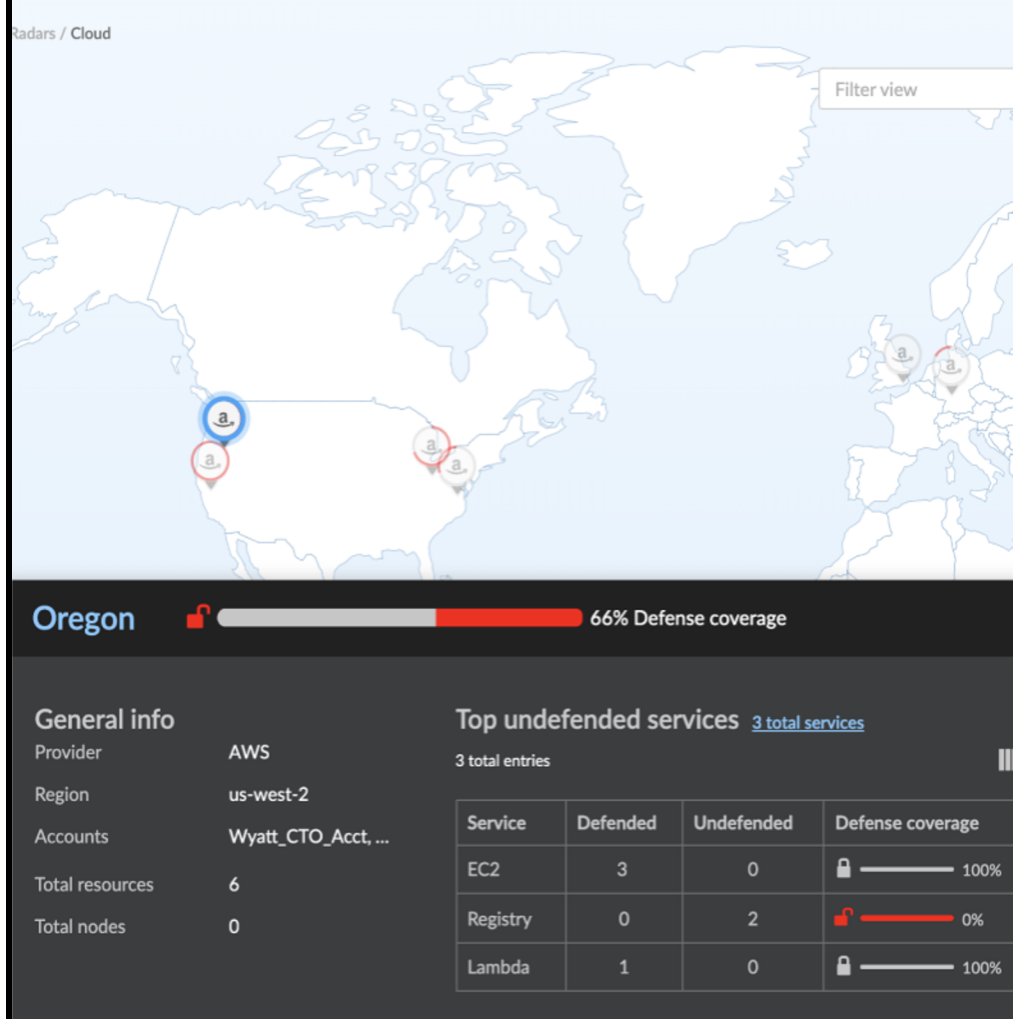 Radars / Cloud
Filter view
a
a
a
a
a
a
Oregon 66% Defense coverage
General info
Provider AWS
Region us-west-2
Accounts Wyatt_CTO_Acct, ...
Total resources 6
Total nodes 0
Top undefended services 3 total services
3 total entries
Service Defended Undefended Defense coverage
EC2 3 0 100%
Registry 0 2 0%
Lambda 1 0 100%